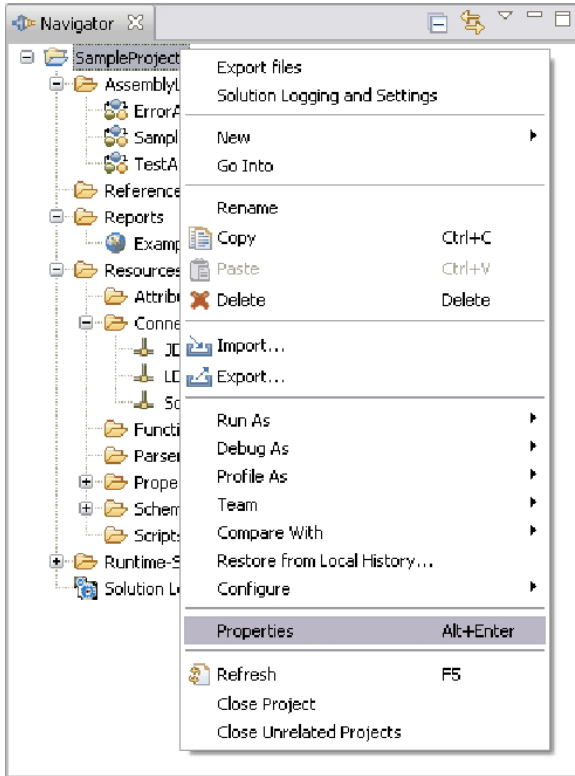 Navigator
SampleProject
AssemblyL
ErrorA
Sampl
TestA
Reference
Reports
Examp
Resources
Attribu
Conne
JD
LD
Functi
Parser
Prope
Schem
Scripts
Runtime-S
Solution Lo
Export files
Solution Logging and Settings
New
Go Into
Rename
Copy Ctrl+C
Paste Ctrl+V
Delete Delete
Import...
Export...
Run As
Debug As
Profile As
Team
Compare With
Restore from Local History...
Configure
Properties Alt+Enter
Refresh F5
Close Project
Close Unrelated Projects